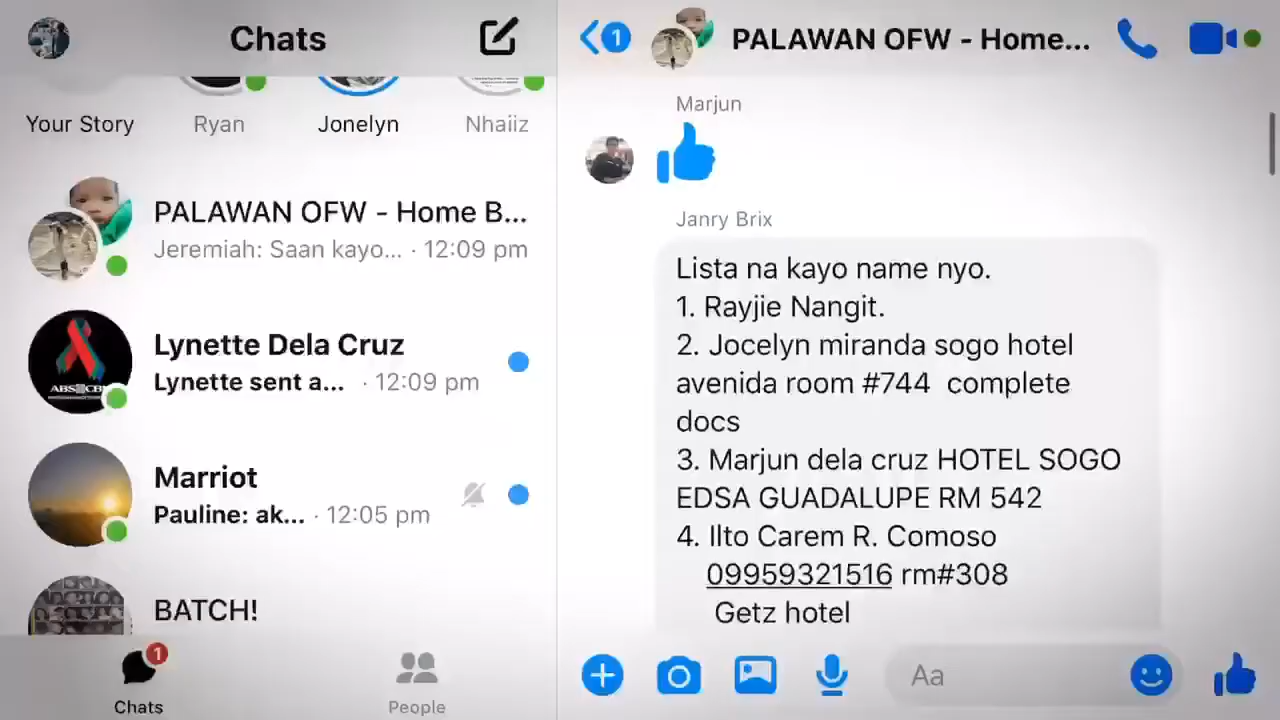 Chats
Your Story
Ryan
Jonelyn
Nhaiiz
PALAWAN OFW - Home B...
Jeremiah: Saan kayo... · 12:09 pm
Lynette Dela Cruz
Lynette sent a... · 12:09 pm
ABS CB
Marriot
Pauline: ak... · 12:05 pm
BATCH!
1
Chats
People
1
PALAWAN OFW - Home...
Marjun
Janry Brix
Lista na kayo name nyo.
1. Rayjie Nangit.
2. Jocelyn miranda sogo hotel
avenida room #744 complete
docs
3. Marjun dela cruz HOTEL SOGO
EDSA GUADALUPE RM 542
4. Ilto Carem R. Comoso
09959321516 rm#308
Getz hotel
Aa